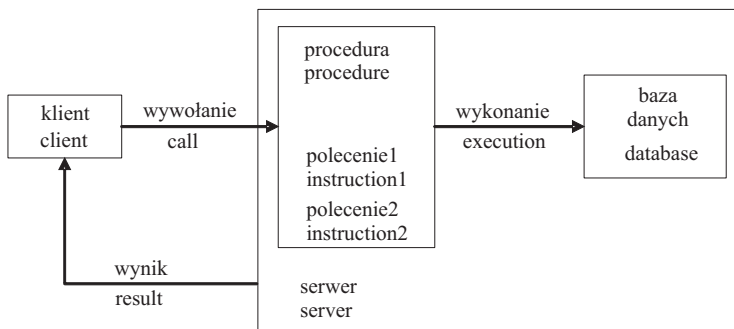 klient
client
wywołanie
call
procedura
procedure
polecenie1
instruction1
polecenie2
instruction2
wykonanie
execution
baza
danych
database
wynik
result
serwer
server